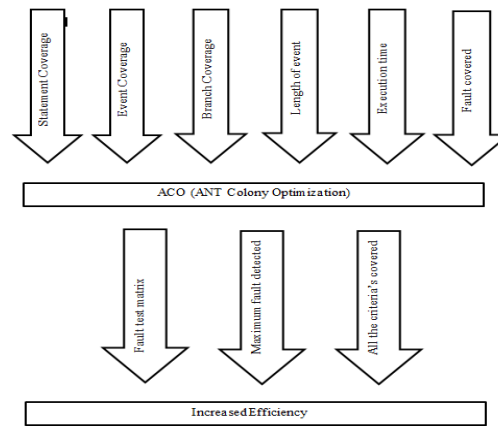 Statement Coverage
Event Coverage
Branch Coverage
Length of event
Execution time
Fault covered
ACO (ANT Colony Optimization)
Fault test matrix
Maximum fault detected
All the criteria's covered
Increased Efficiency